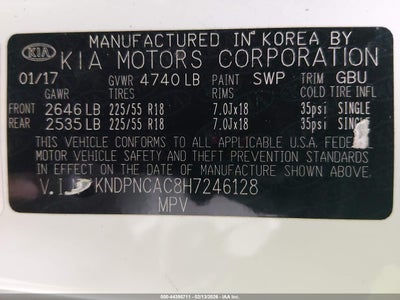 MANUFACTURED IN KOREA BY
KIA KIA MOTORS CORPORATION
01/17 GVWR 4740 LB PAINT SWP TRIM GBU
GAWR TIRES RIMS COLD TIRE INFL
FRONT 2646 LB 225/55 R18 7.0Jx18 35psi SINGLE
REAR 2535 LB 225/55 R18 7.0Jx18 35psi SINGLE
THIS VEHICLE CONFORMS TO ALL APPLICABLE U.S.A
MOTOR VEHICLE SAFETY AND THEFT PREVENTION STANDARDS
IN EFFECT ON THE DATE OF MANUFACTURE SHOWN ABOVE.
V.I KNDPNCAC8H7246128
MPV